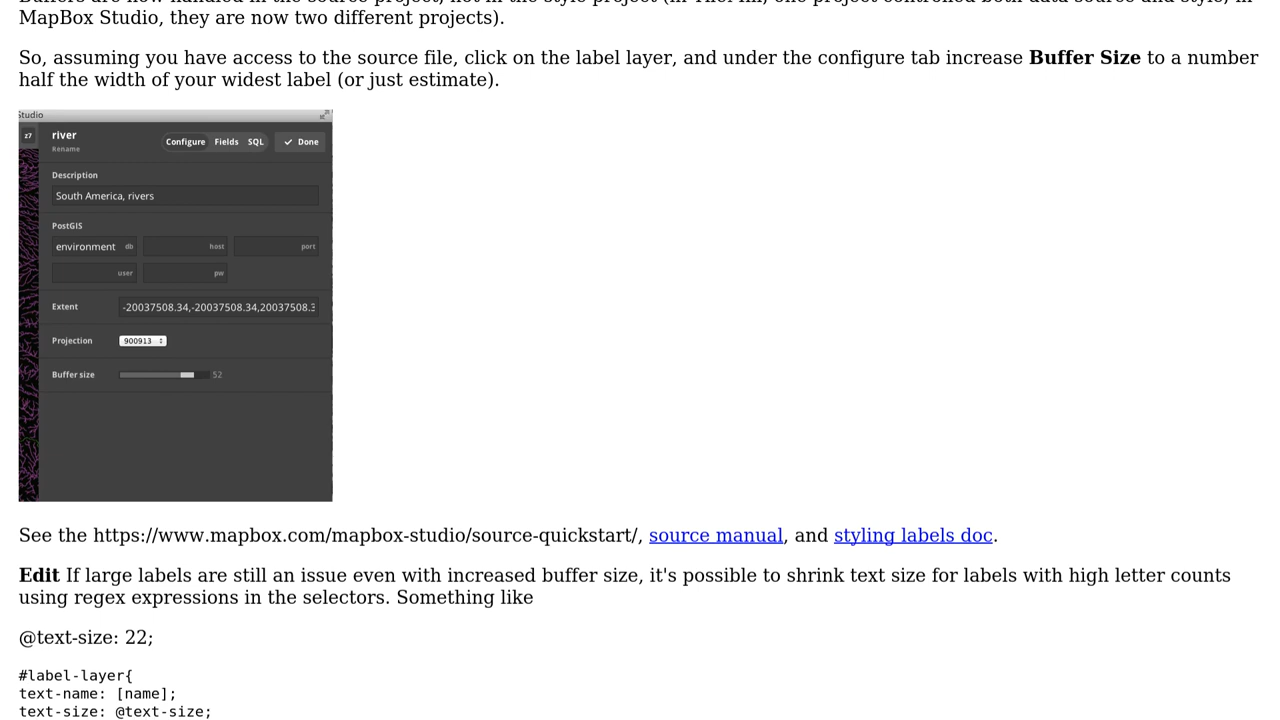 MapBox Studio, they are now two different projects).
So, assuming you have access to the source file, click on the label layer, and under the configure tab increase Buffer Size to a number
half the width of your widest label (or just estimate).
Studio
z7
river
Rename
Configure Fields SQL ✓ Done
Description
South America, rivers
PostGIS
environment db host port
user pw
Extent -20037508.34,-20037508.34,20037508.3
Projection 900913
Buffer size 52
See the https://www.mapbox.com/mapbox-studio/source-quickstart/, source manual, and styling labels doc.
Edit If large labels are still an issue even with increased buffer size, it's possible to shrink text size for labels with high letter counts
using regex expressions in the selectors. Something like
@text-size: 22;
#label-layer{
text-name: [name];
text-size: @text-size;